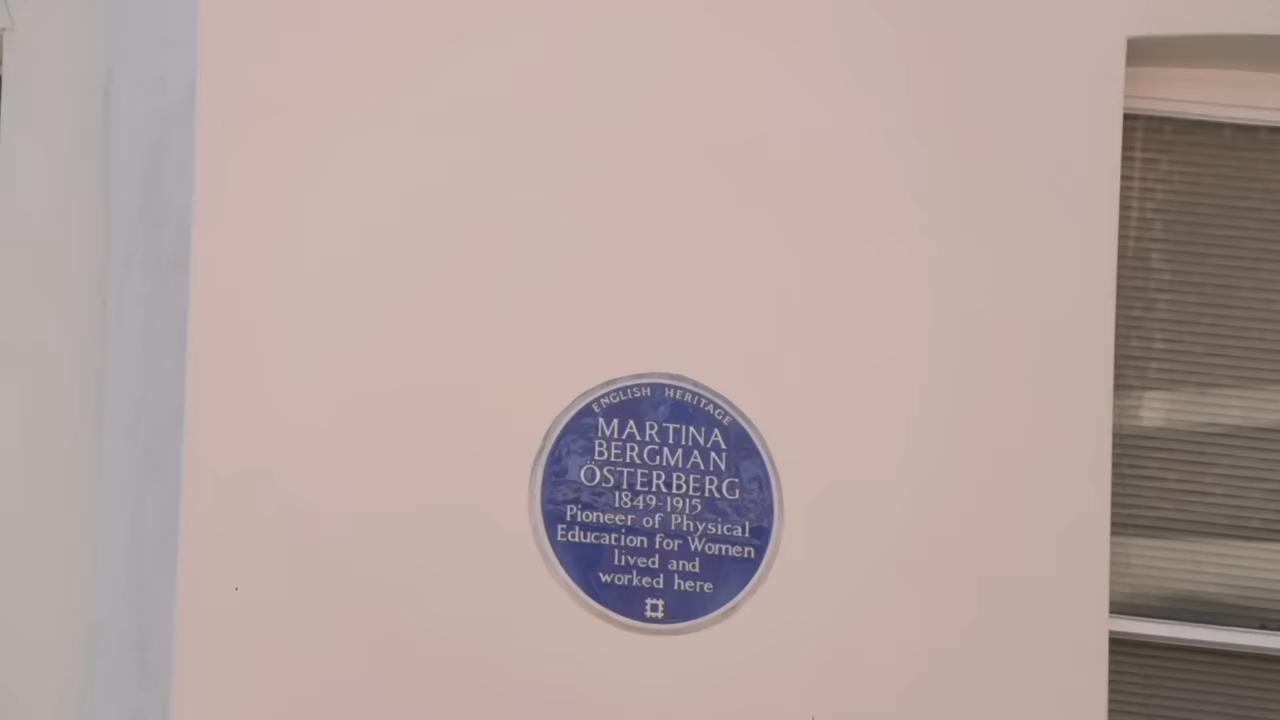 ENGLISH HERITAGE
MARTINA
BERGMAN
ÖSTERBERG
1849-1915
Pioneer of Physical
Education for Women
lived and
worked here